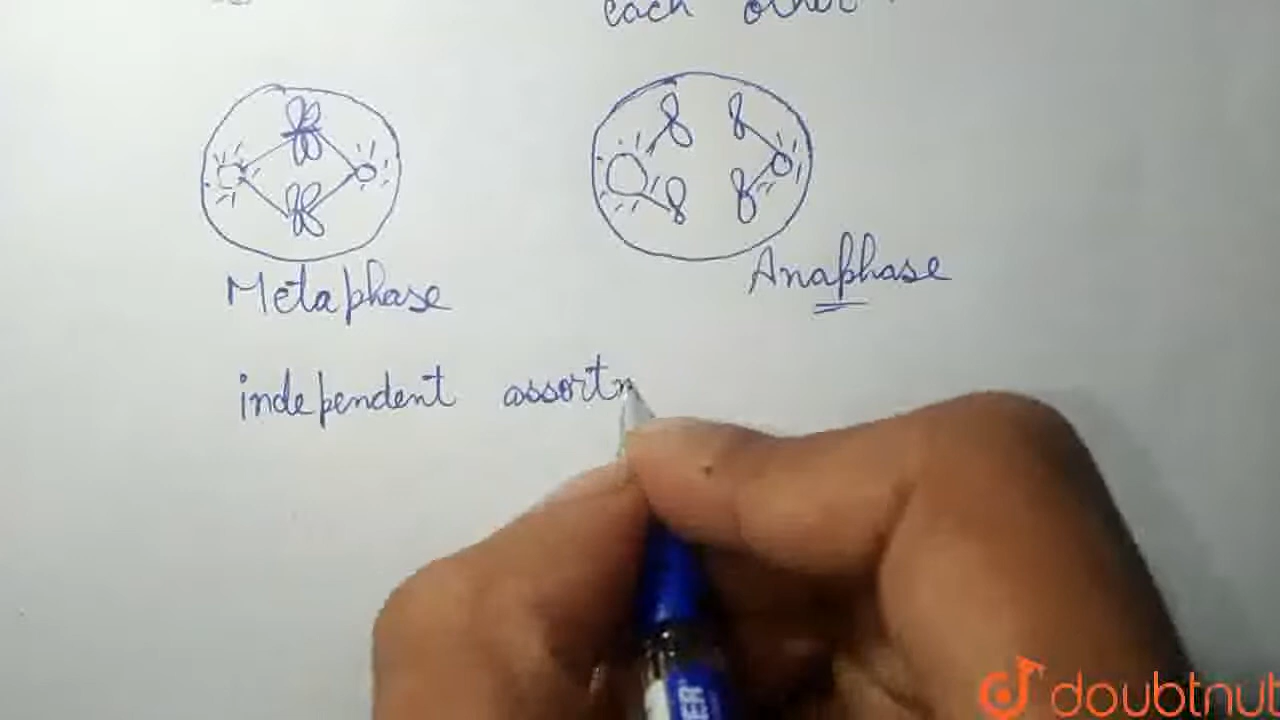 each other
Metaphase
Anaphase
independent assortm
doubtnut